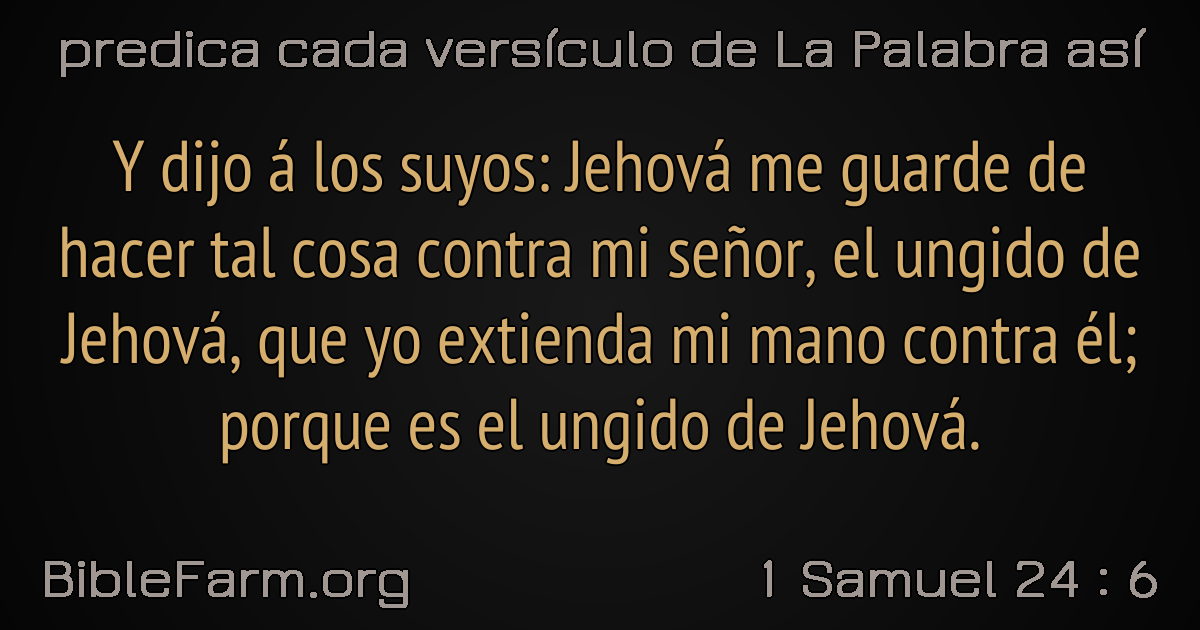 predica cada versículo de La Palabra así
Y dijo á los suyos: Jehová me guarde de
hacer tal cosa contra mi señor, el ungido de
Jehová, que yo extienda mi mano contra él;
porque es el ungido de Jehová.
BibleFarm.org
1 Samuel 24 : 6